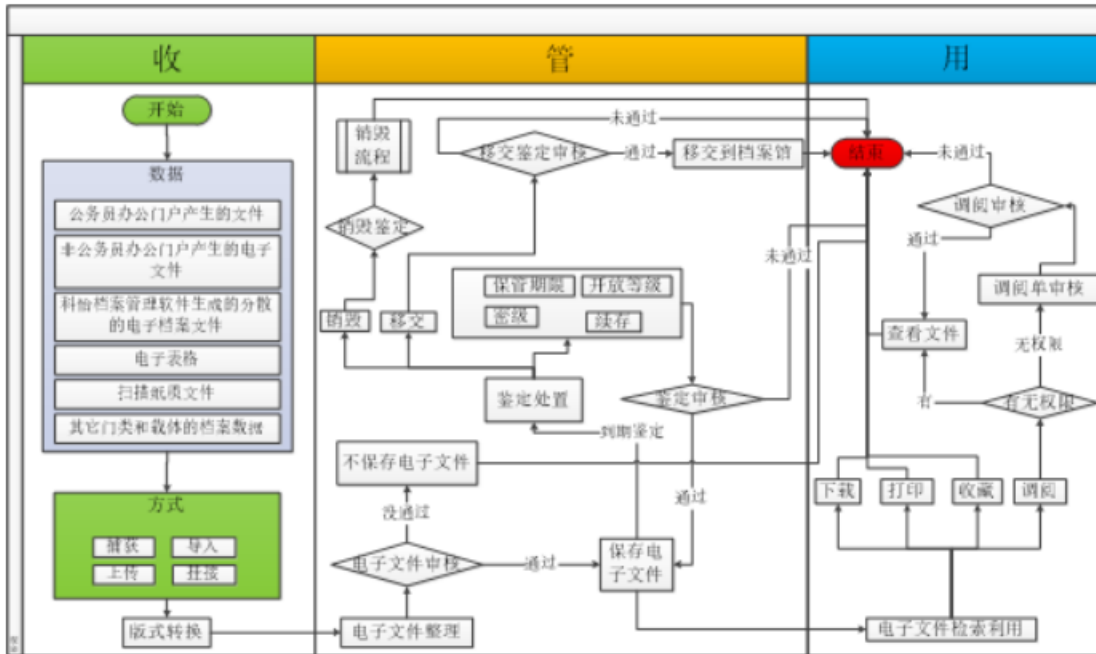 收
管
用
开始
数据
公务员办公门户产生的文件
非公务员办公门户产生的电子
文件
科怡档案管理软件生成的分散
的电子档案文件
电子表格
扫描纸质文件
其它门类和载体的档案数据
方式
捕获
导入
上传
挂接
版式转换
销毁
流程
销毁鉴定
销毁
移交
移交鉴定审核
未通过
通过
移交到档案馆
保管期限
开放等级
密级
续存
鉴定处置
鉴定审核
未通过
到期鉴定
通过
不保存电子文件
没通过
电子文件审核
通过
保存电
子文件
电子文件整理
结束
未通过
调阅审核
通过
调阅单审核
查看文件
无权限
有
有无权限
下载
打印
收藏
调阅
电子文件检索利用